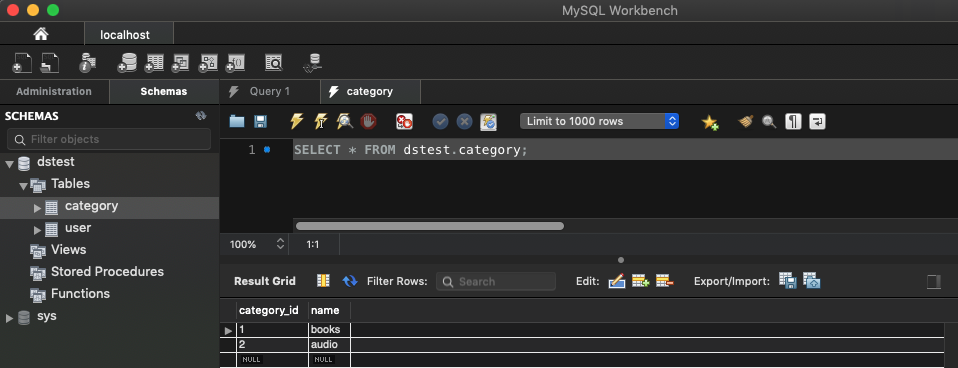 MySQL Workbench
localhost
Administration Schemas Query 1 category
SCHEMAS
Filter objects
Limit to 1000 rows
1 SELECT * FROM dstest.category;
dstest
Tables
category
user
Views
Stored Procedures
Functions
sys
100% 1:1
Result Grid Filter Rows: Search Edit: Export/Import:
category_id name
1 books
2 audio
NULL NULL